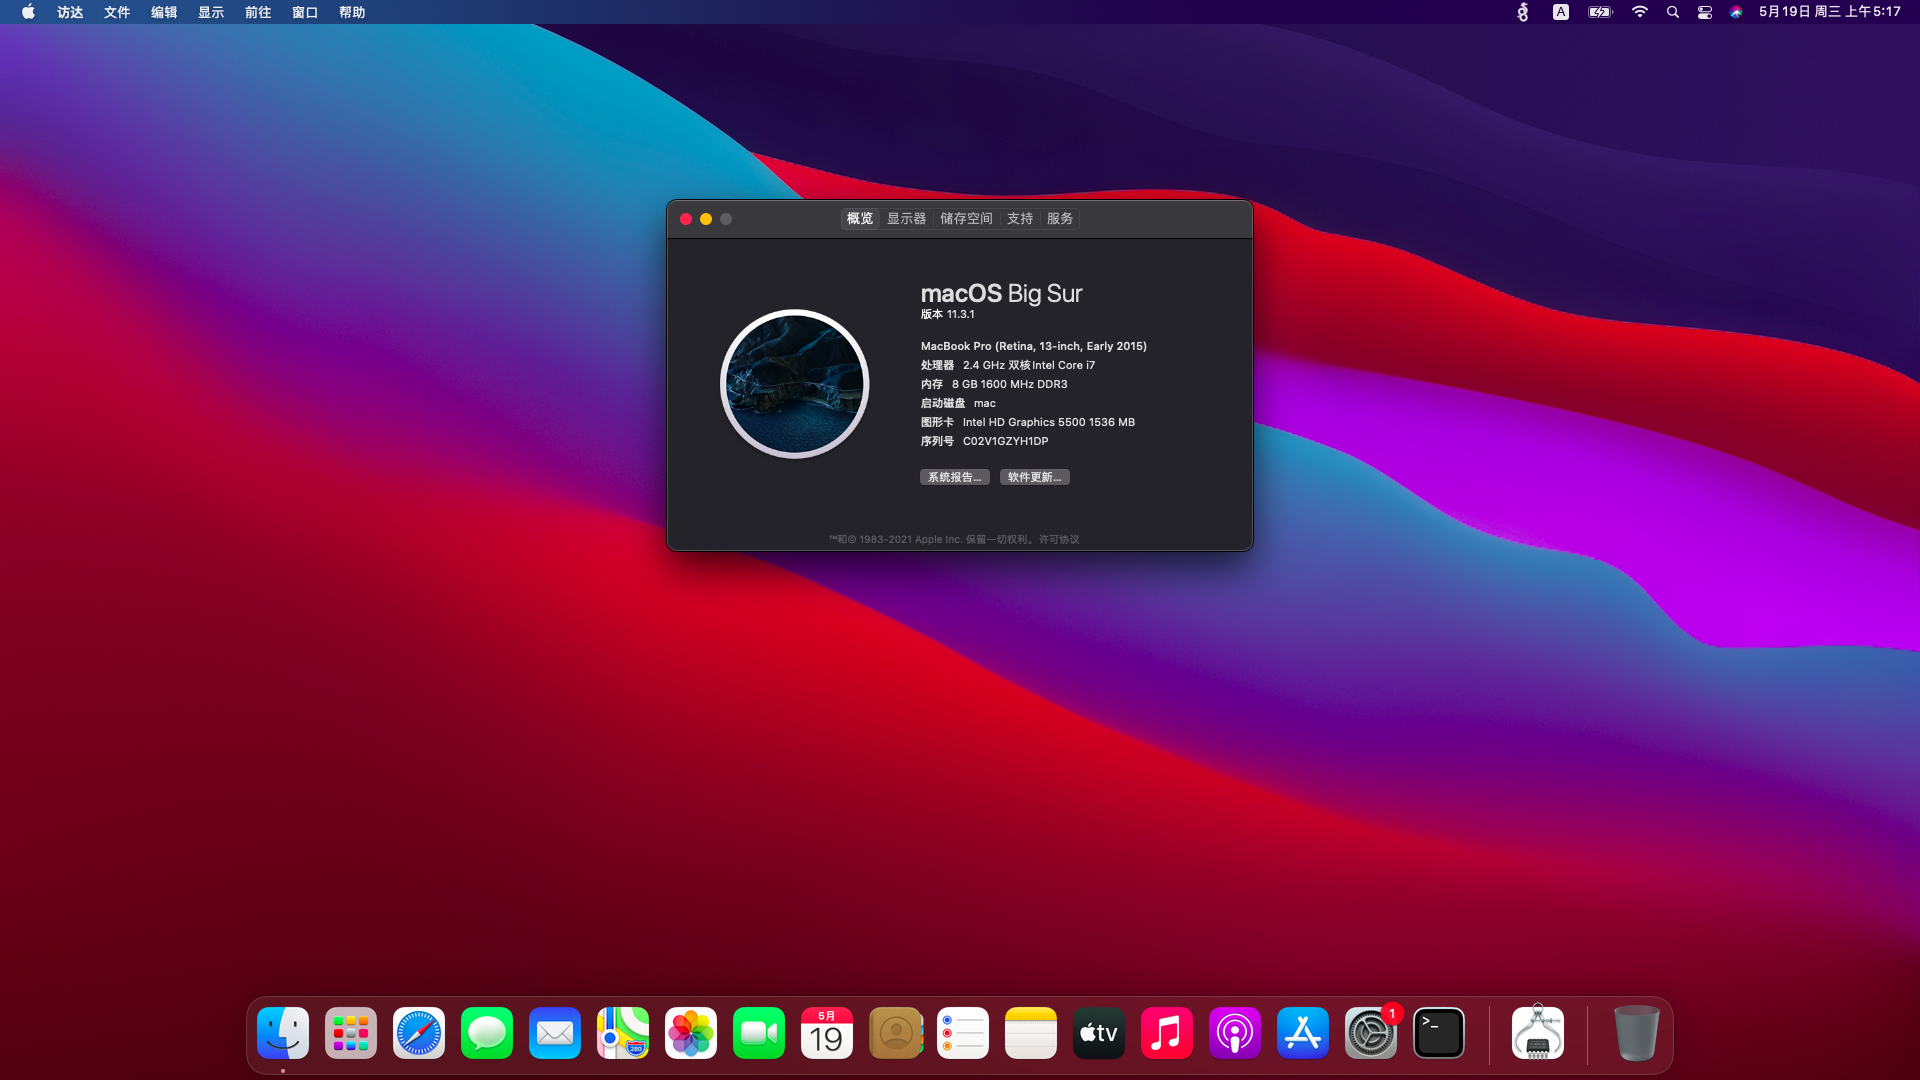 访达 文件 编辑 显示 前往 窗口 帮助
A
5月19日 周三 上午5:17
概览 显示器 储存空间 支持 服务
macOS Big Sur
版本 11.3.1
MacBook Pro (Retina, 13-inch, Early 2015)
处理器 2.4 GHz 双核Intel Core i7
内存 8 GB 1600 MHz DDR3
启动磁盘 mac
图形卡 Intel HD Graphics 5500 1536 MB
序列号 C02V1GZYH1DP
系统报告... 软件更新...
™和© 1983-2021 Apple Inc. 保留一切权利。许可协议
280
5月
19
tv
1
>_